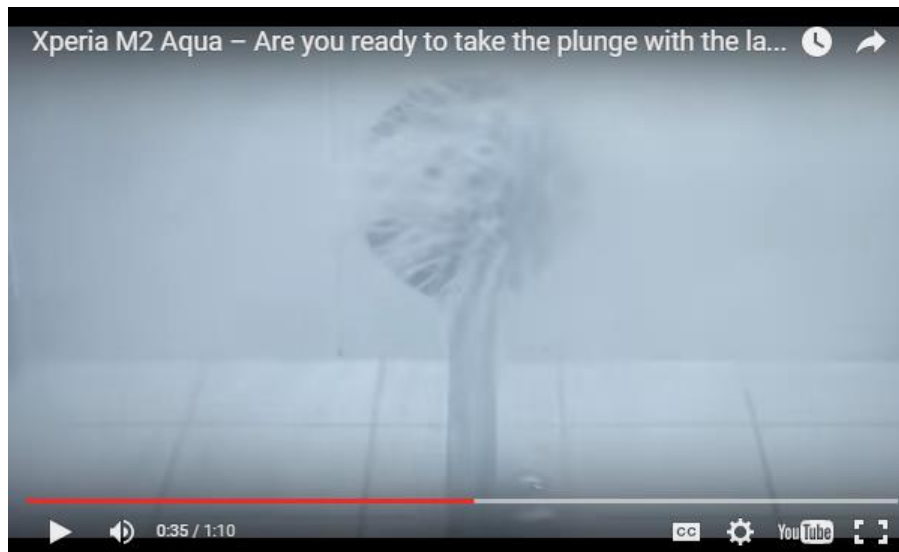 Xperia M2 Aqua – Are you ready to take the plunge with the la...
0:35 / 1:10
CC
YouTube